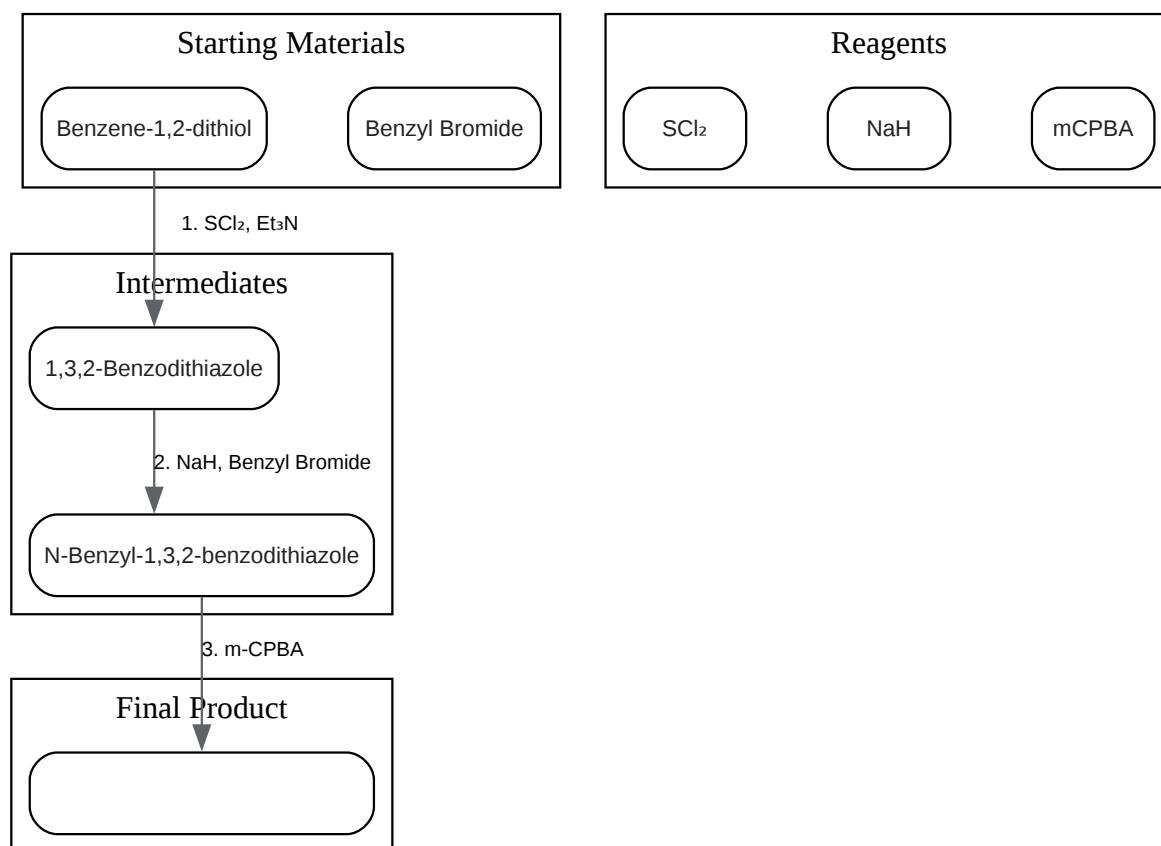 Starting Materials
Benzene-1,2-dithiol
Benzyl Bromide
Reagents
SCl₂
NaH
mCPBA
1. SCl₂, Et₃N
Intermediates
1,3,2-Benzodithiazole
2. NaH, Benzyl Bromide
N-Benzyl-1,3,2-benzodithiazole
3. m-CPBA
Final Product